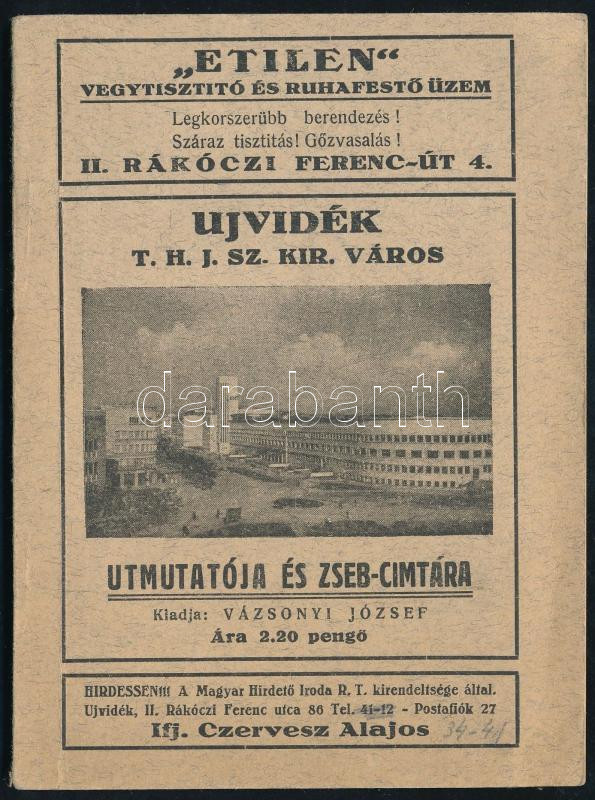 „ETILEN“
VEGYTISZTITÓ ÉS RUHAFESTŐ ÜZEM
Legkorszerübb berendezés!
Száraz tisztitás! Gőzvasalás!
II. RÁKÓCZI FERENC-ÚT 4.
UJVIDÉK
T. H. J. SZ. KIR. VÁROS
darabanth
UTMUTATÓJA ÉS ZSEB-CIMTÁRA
Kiadja: VÁZSONYI JÓZSEF
Ára 2.20 pengő
HIRDESSEN!!! A Magyar Hirdető Iroda R. T. kirendeltsége által.
Ujvidék, II. Rákóczi Ferenc utca 86 Tel. 41-12 - Postafiók 27
Ifj. Czervesz Alajos
34-41